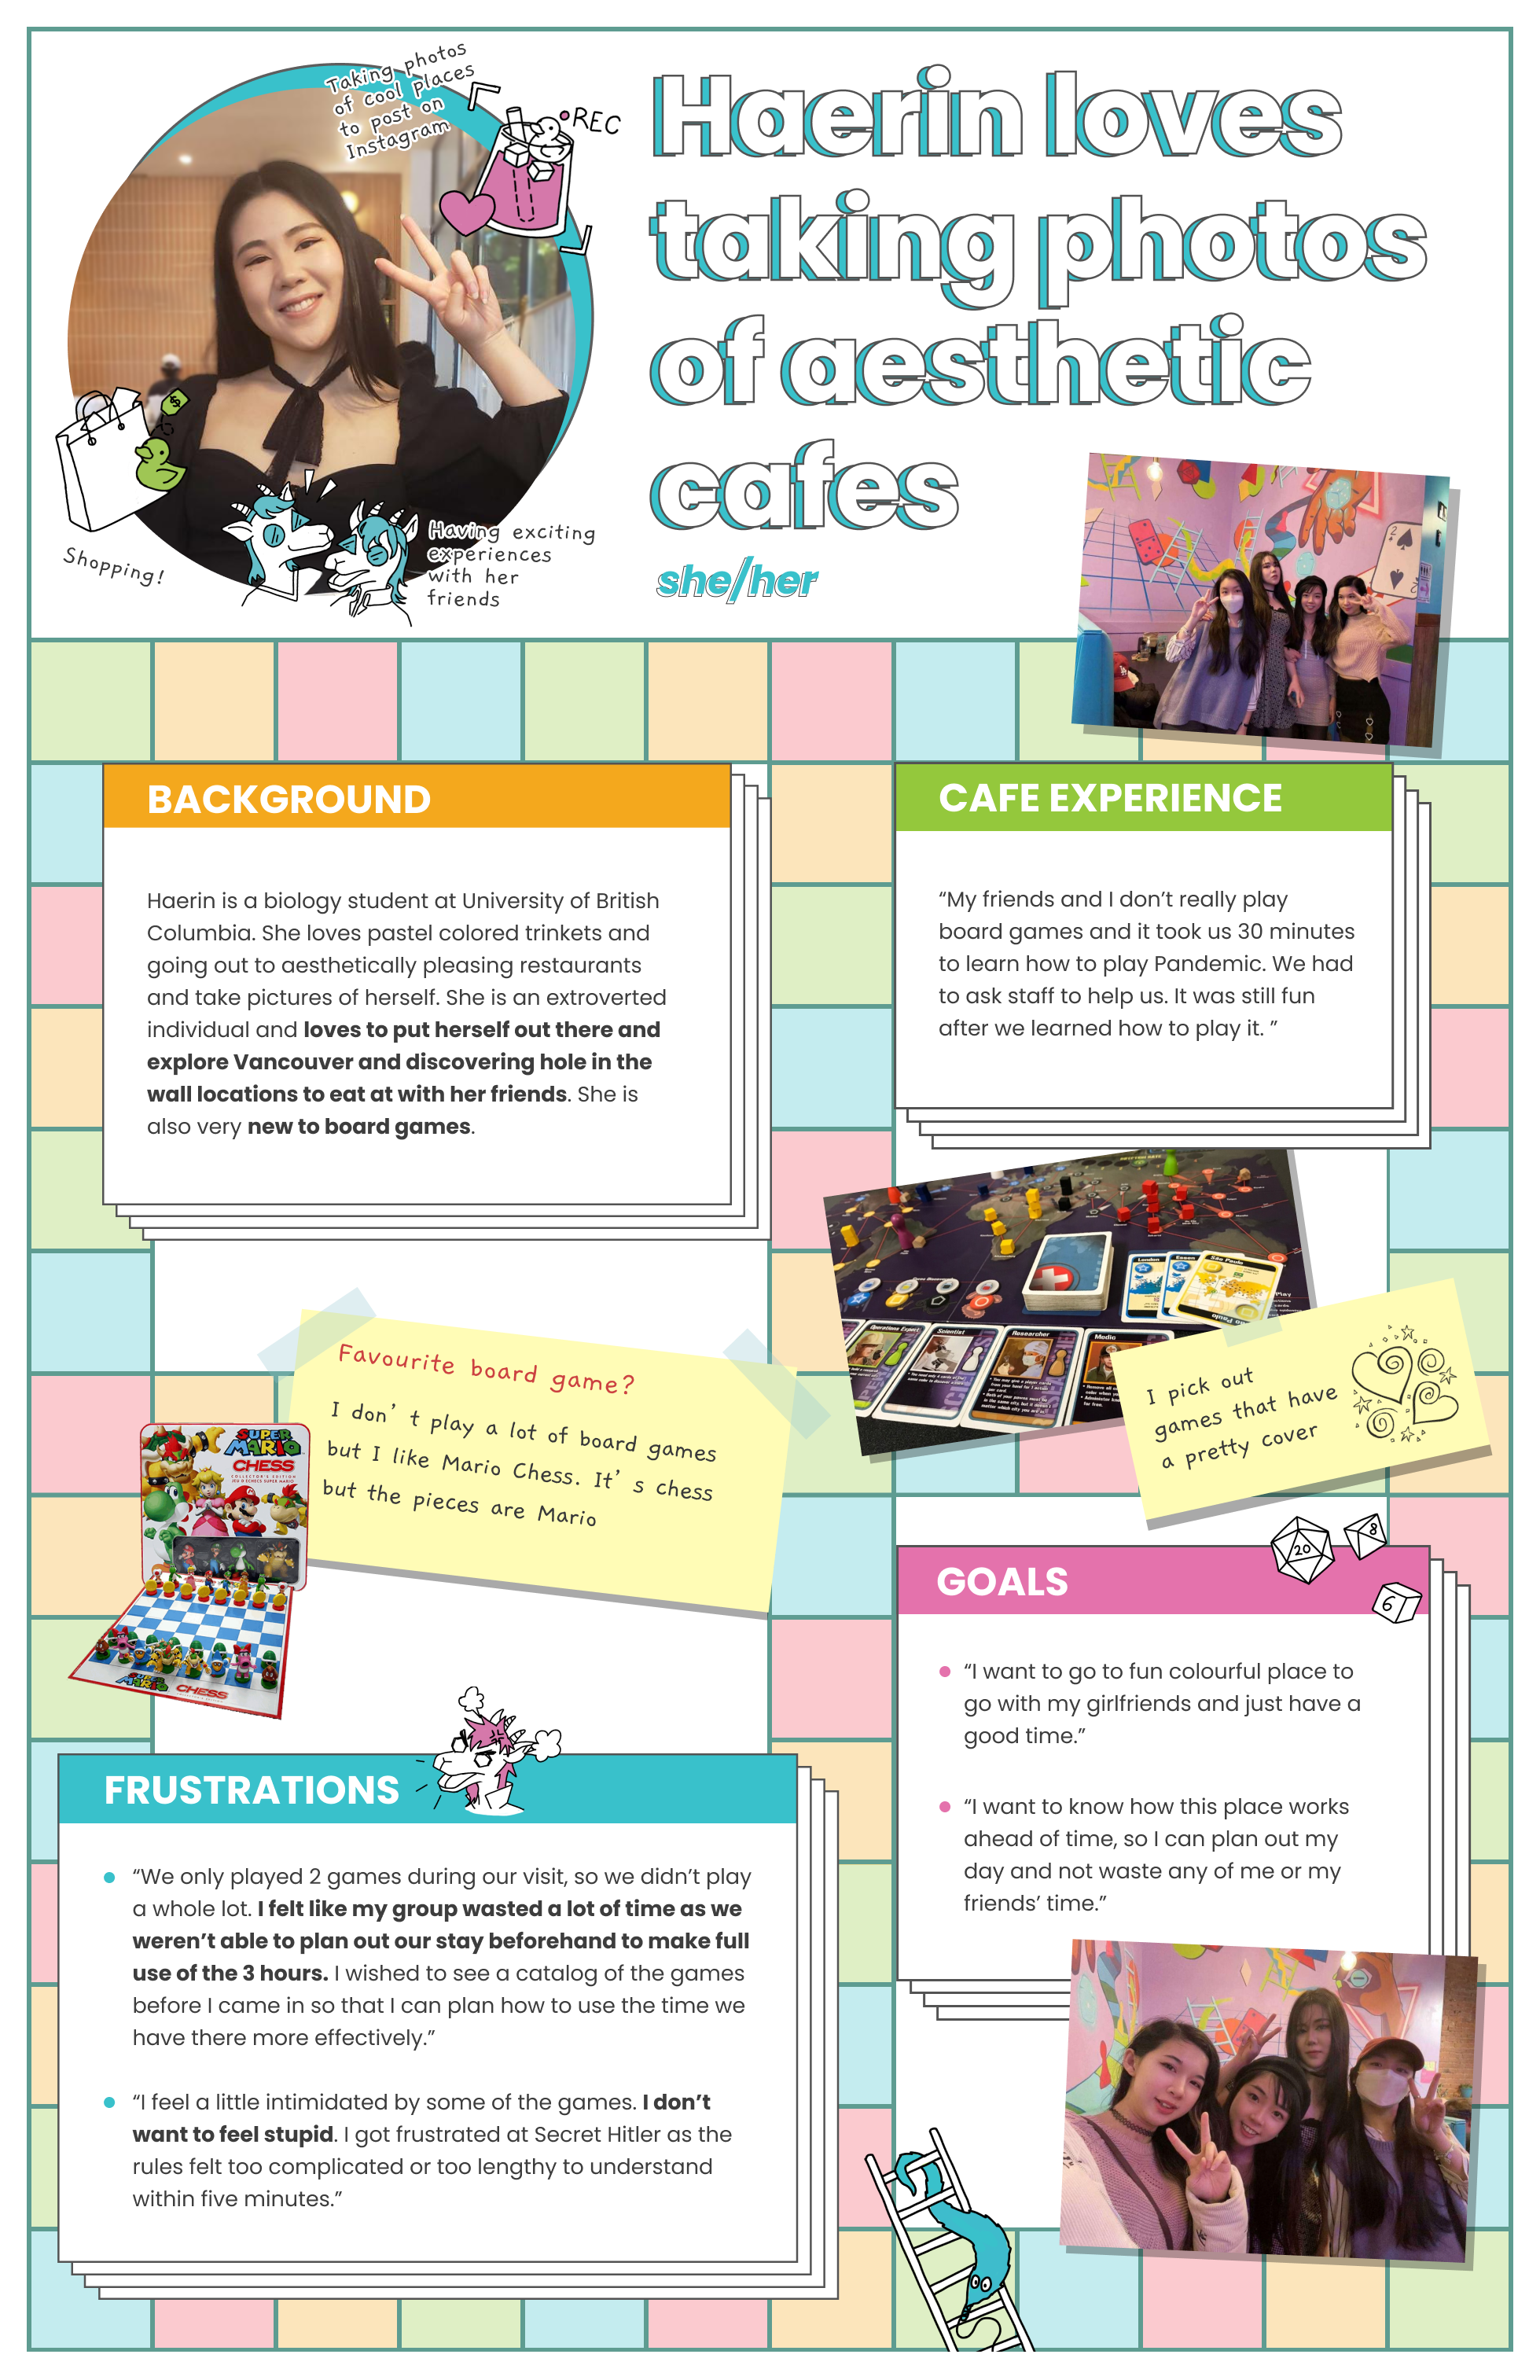 Taking photos
of cool places
to post on
Instagram
REC
Haerin loves
taking photos
of aesthetic
cafes
she/her
$
Shopping!
Having exciting
experiences
with her
friends
2
BACKGROUND
Haerin is a biology student at University of British
Columbia. She loves pastel colored trinkets and
going out to aesthetically pleasing restaurants
and take pictures of herself. She is an extroverted
individual and loves to put herself out there and
explore Vancouver and discovering hole in the
wall locations to eat at with her friends. She is
also very new to board games.
CAFE EXPERIENCE
“My friends and I don’t really play
board games and it took us 30 minutes
to learn how to play Pandemic. We had
to ask staff to help us. It was still fun
after we learned how to play it. ”
London
Essen
São Paulo
Operations Expert
Scientist
Researcher
Medic
Favourite board game?
I don’t play a lot of board games
but I like Mario Chess. It’s chess
but the pieces are Mario
SUPER
MARIO
CHESS
COLLECTOR'S EDITION
SUPER
MARIO
CHESS
I pick out
games that have
a pretty cover
GOALS
20
8
6
“I want to go to fun colourful place to
go with my girlfriends and just have a
good time.”
“I want to know how this place works
ahead of time, so I can plan out my
day and not waste any of me or my
friends’ time.”
FRUSTRATIONS
“We only played 2 games during our visit, so we didn’t play
a whole lot. I felt like my group wasted a lot of time as we
weren’t able to plan out our stay beforehand to make full
use of the 3 hours. I wished to see a catalog of the games
before I came in so that I can plan how to use the time we
have there more effectively.”
“I feel a little intimidated by some of the games. I don’t
want to feel stupid. I got frustrated at Secret Hitler as the
rules felt too complicated or too lengthy to understand
within five minutes.”